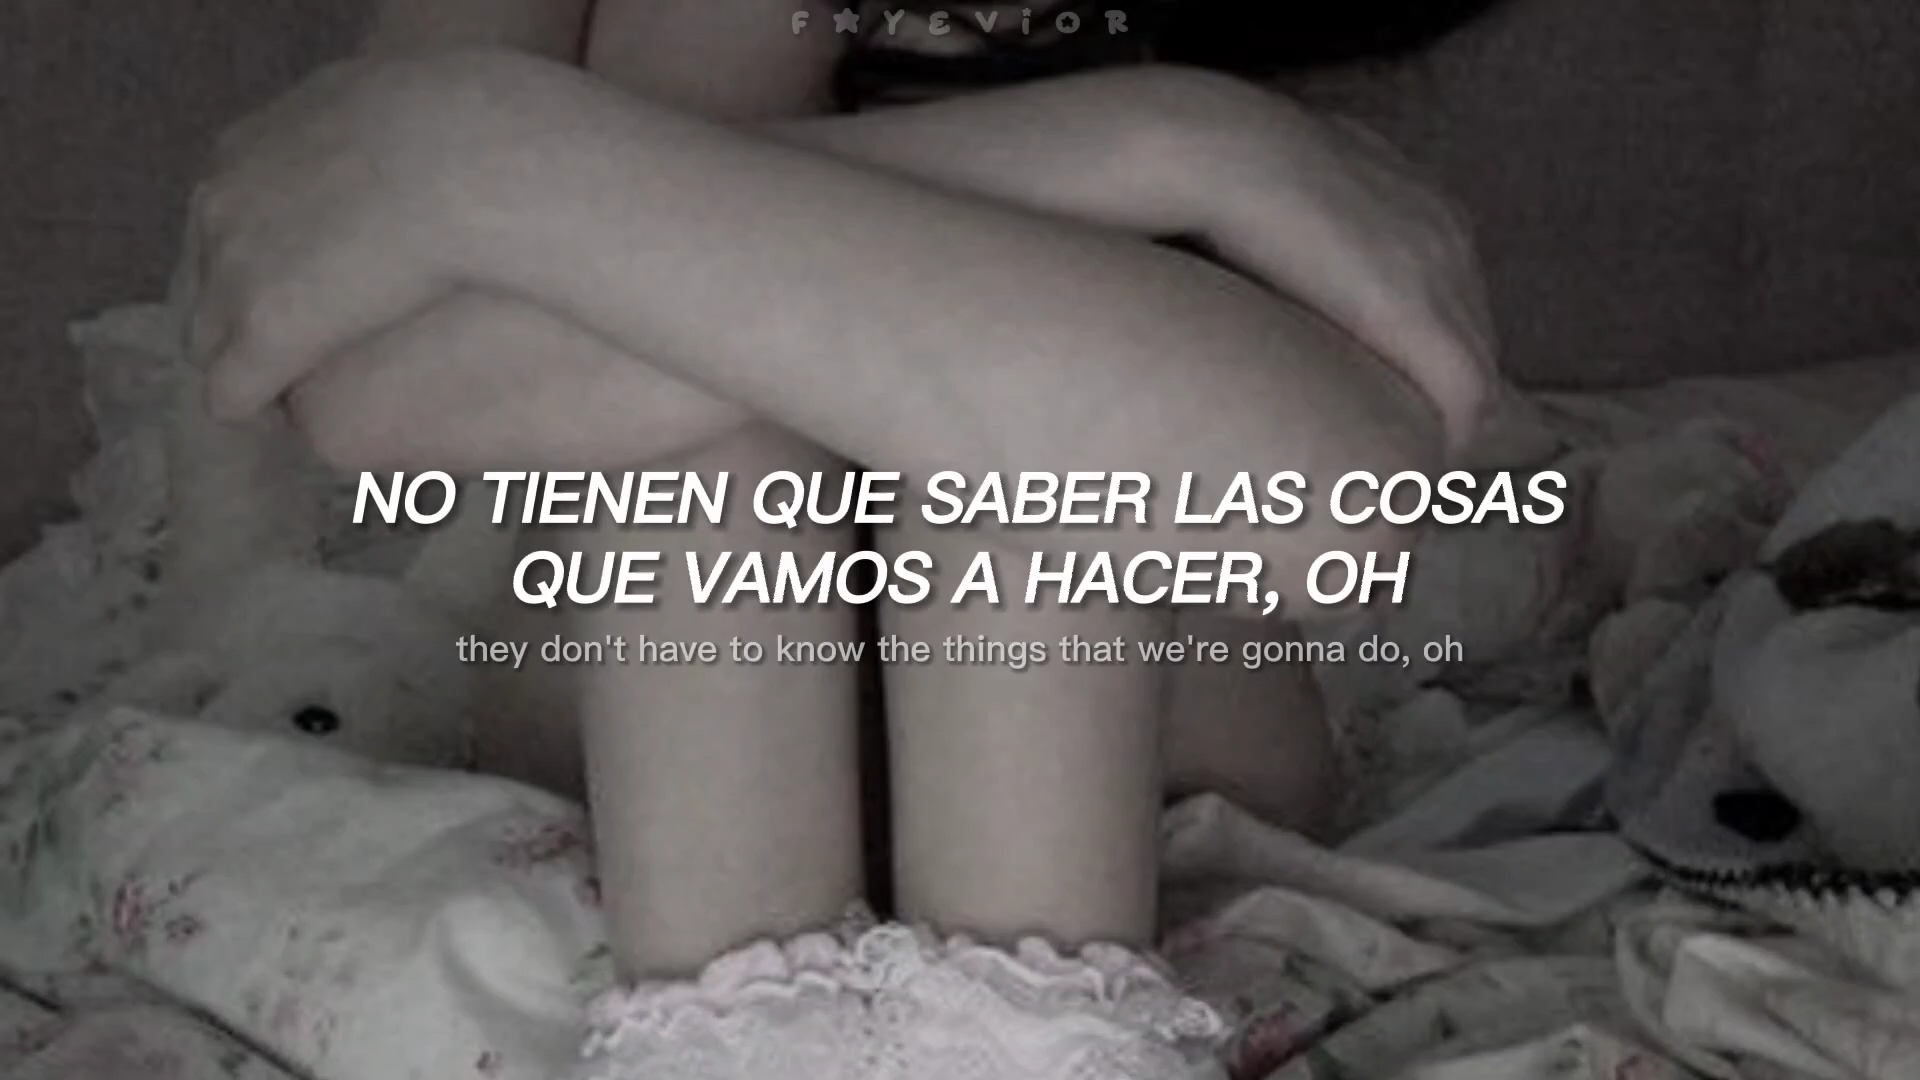 FAYEViOR
NO TIENEN QUE SABER LAS COSAS
QUE VAMOS A HACER, OH
they don't have to know the things that we're gonna do, oh